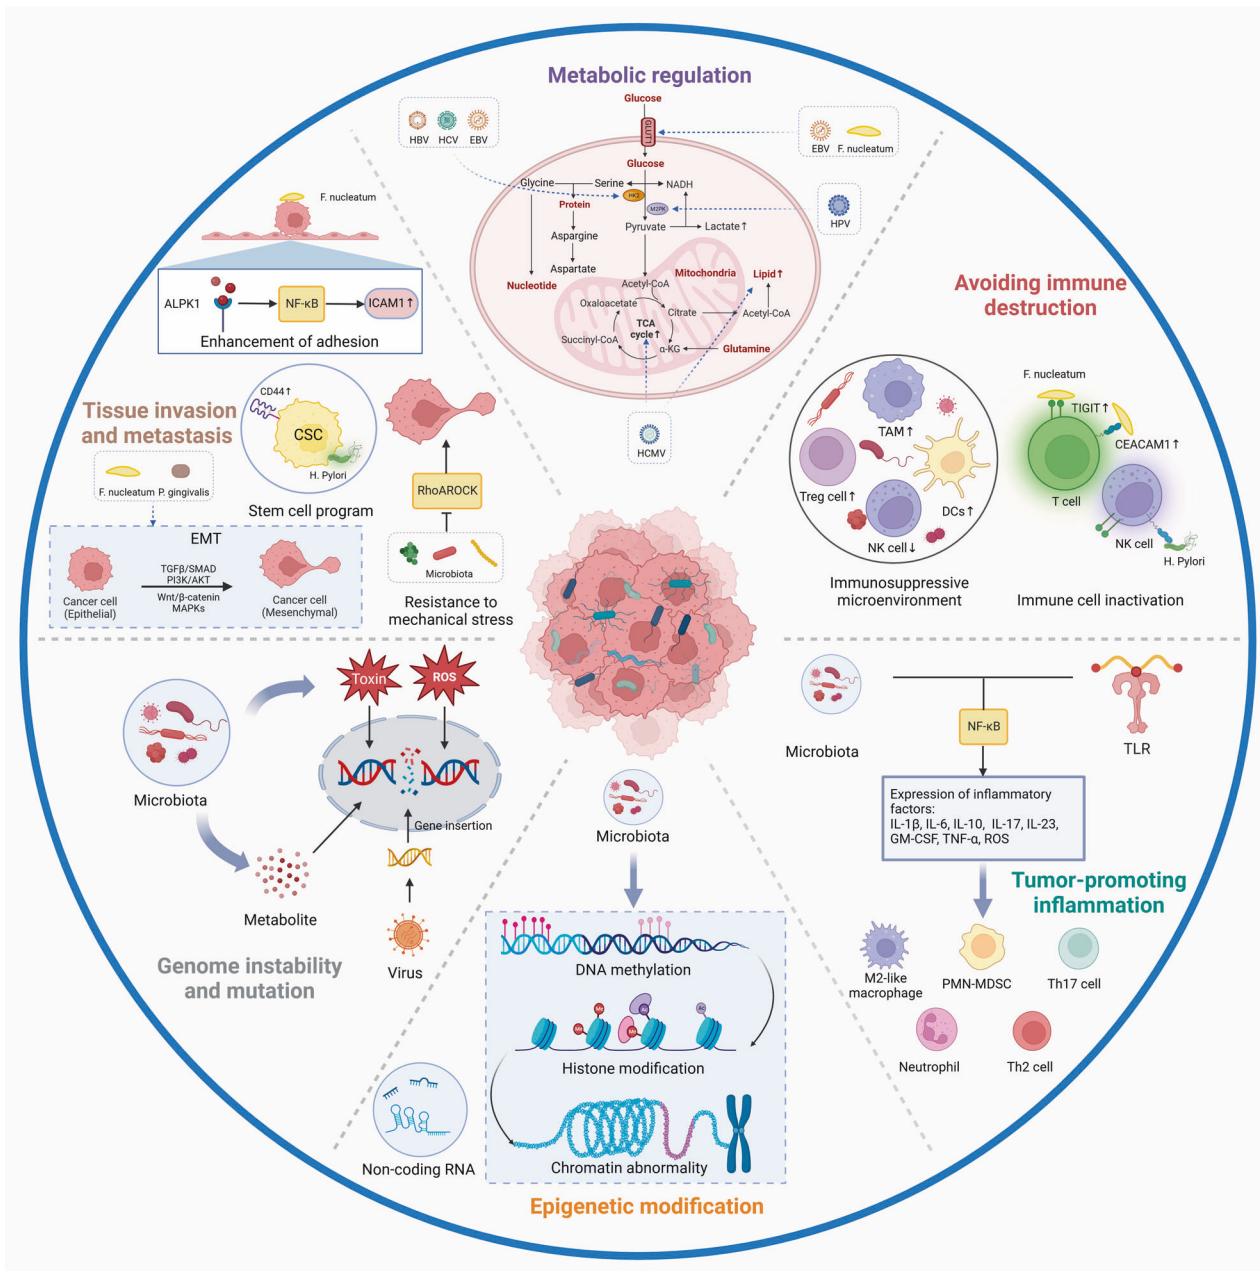 Metabolic regulation
Glucose
HBV
HCV
EBV
GLUT1
EBV
F. nucleatum
Glucose
Glycine
Serine
NADH
HK2
Protein
M2PK
HPV
Pyruvate
Lactate↑
Aspargine
Aspartate
Mitochondria
Lipid↑
Nucleotide
Acetyl-CoA
Oxaloacetate
Citrate
Acetyl-CoA
TCA
cycle↑
Succinyl-CoA
α-KG
Glutamine
HCMV
F. nucleatum
ALPK1
NF-κB
ICAM1↑
Enhancement of adhesion
Tissue invasion
and metastasis
CD44↑
CSC
H. Pylori
Stem cell program
F. nucleatum
P. gingivalis
EMT
TGFβ/SMAD
PI3K/AKT
Wnt/β-catenin
MAPKs
Cancer cell
(Epithelial)
Cancer cell
(Mesenchymal)
RhoAROCK
Microbiota
Resistance to
mechanical stress
Avoiding immune
destruction
TAM↑
Treg cell↑
DCs↑
NK cell↓
Immunosuppressive
microenvironment
F. nucleatum
TIGIT↑
CEACAM1↑
T cell
NK cell
H. Pylori
Immune cell inactivation
Toxin
ROS
Microbiota
Gene insertion
Metabolite
Virus
Genome instability
and mutation
Microbiota
NF-κB
TLR
Expression of inflammatory
factors:
IL-1β, IL-6, IL-10, IL-17, IL-23,
GM-CSF, TNF-α, ROS
Tumor-promoting
inflammation
M2-like
macrophage
PMN-MDSC
Th17 cell
Neutrophil
Th2 cell
Microbiota
DNA methylation
Me
Me
Ac
Me
Ac
Histone modification
Chromatin abnormality
Non-coding RNA
Epigenetic modification